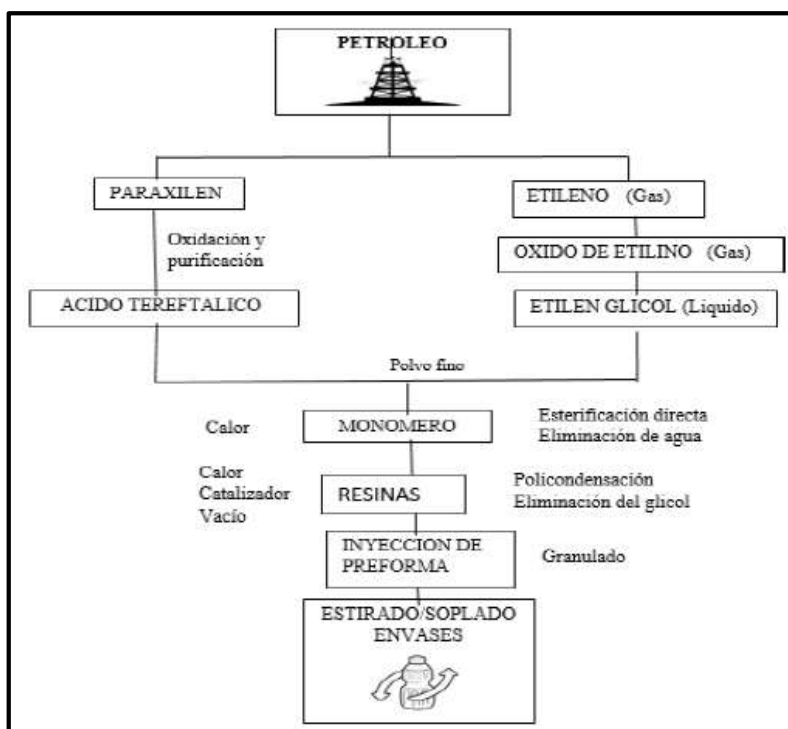 PETROLEO
PARAXILEN
ETILENO (Gas)
Oxidación y
purificación
OXIDO DE ETILINO (Gas)
ACIDO TEREFTALICO
ETILEN GLICOL (Liquido)
Polvo fino
Calor
MONOMERO
Esterificación directa
Eliminación de agua
Calor
Catalizador
Vacío
RESINAS
Policondensación
Eliminación del glicol
INYECCION DE
PREFORMA
Granulado
ESTIRADO/SOPLADO
ENVASES